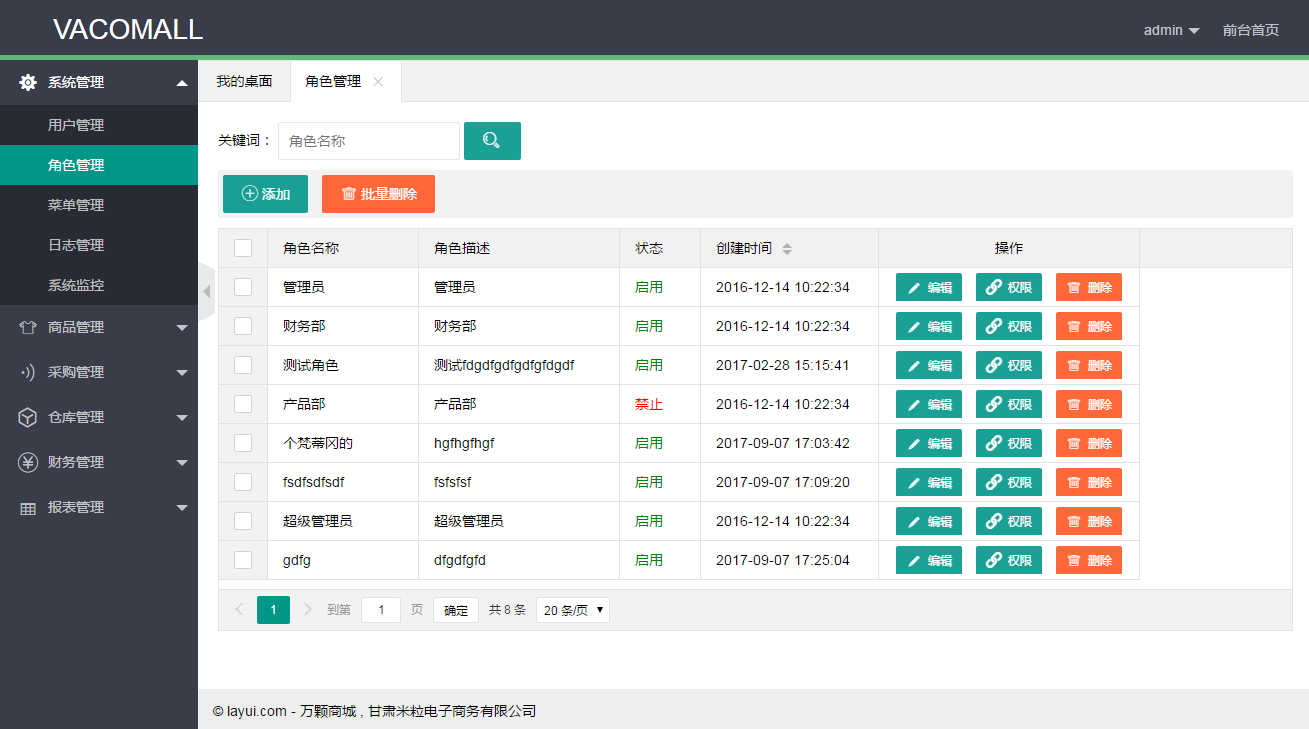 VACOMALL
admin 前台首页
系统管理
用户管理
角色管理
菜单管理
日志管理
系统监控
商品管理
采购管理
仓库管理
财务管理
报表管理
我的桌面 角色管理
关键词： 角色名称
添加 批量删除
角色名称 角色描述 状态 创建时间 操作
管理员 管理员 启用 2016-12-14 10:22:34 编辑 权限 删除
财务部 财务部 启用 2016-12-14 10:22:34 编辑 权限 删除
测试角色 测试fdgdfgdfgdfgfdgdf 启用 2017-02-28 15:15:41 编辑 权限 删除
产品部 产品部 禁止 2016-12-14 10:22:34 编辑 权限 删除
个梵蒂冈的 hgfhgfhgf 启用 2017-09-07 17:03:42 编辑 权限 删除
fsdfsdfsdf fsfsfsf 启用 2017-09-07 17:09:20 编辑 权限 删除
超级管理员 超级管理员 启用 2016-12-14 10:22:34 编辑 权限 删除
gdfg dfgdfgfd 启用 2017-09-07 17:25:04 编辑 权限 删除
1 到第 1 页 确定 共 8 条 20 条/页
© layui.com - 万颗商城 , 甘肃米粒电子商务有限公司